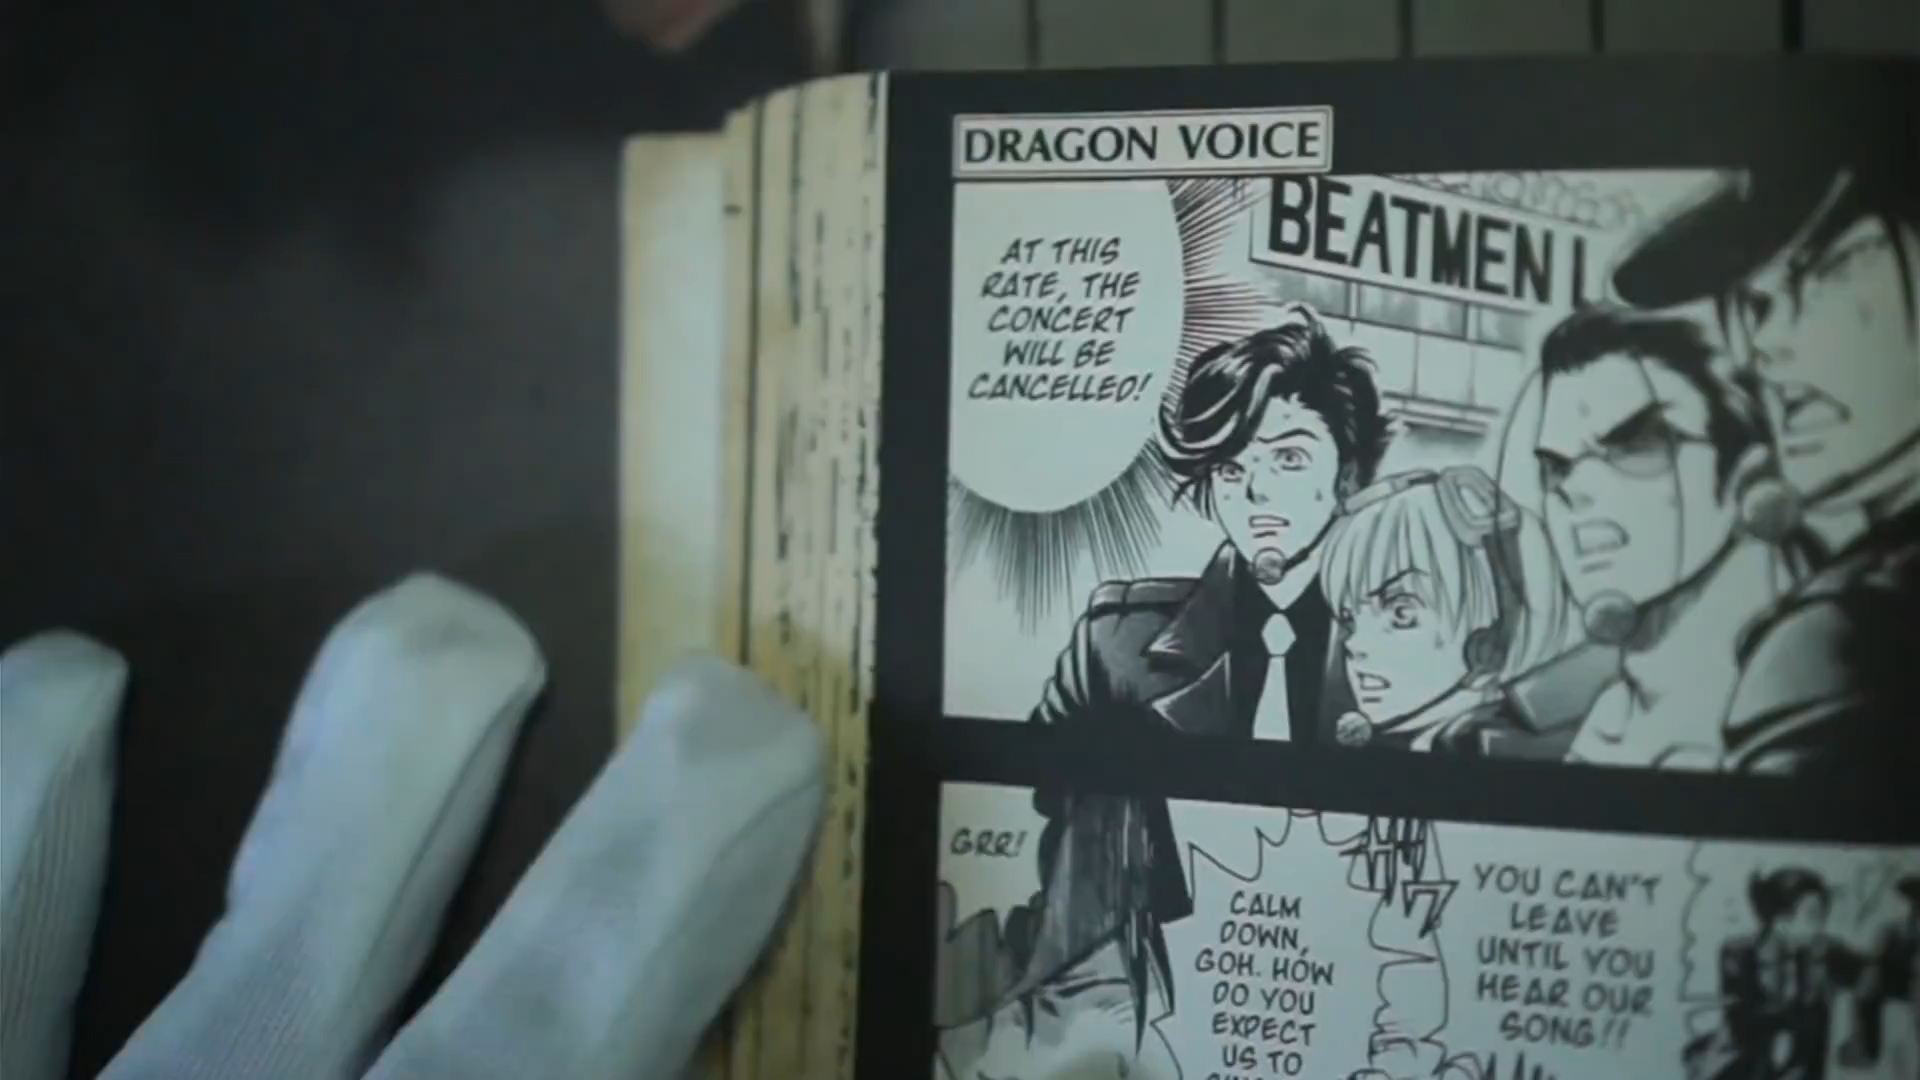 DRAGON VOICE
BEATMEN L
AT THIS
RATE, THE
CONCERT
WILL BE
CANCELLED!
GRR!
CALM
DOWN,
GOH. HOW
DO YOU
EXPECT
US TO
YOU CAN'T
LEAVE
UNTIL YOU
HEAR OUR
SONG!!